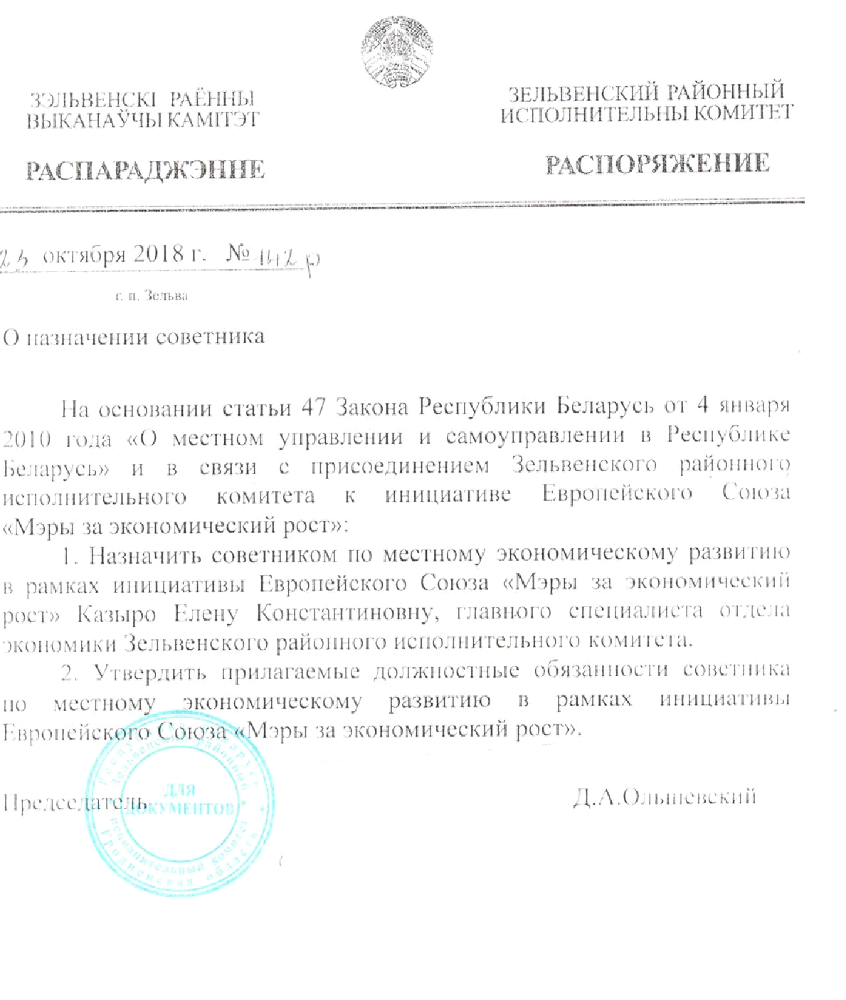 ЗЭЛЬВЕНСКІ РАЁННЫ
ВЫКАНАЎЧЫ КАМІТЭТ
РАСПАРАДЖЭННЕ
ЗЕЛЬВЕНСКИЙ РАЙОННЫЙ
ИСПОЛНИТЕЛЬНЫ КОМИТЕТ
РАСПОРЯЖЕНИЕ
октября 2018 г. №
г. п. Зельва
О назначении советника
На основании статьи 47 Закона Республики Беларусь от 4 января
2010 года «О местном управлении и самоуправлении в Республике
Беларусь» и в связи с присоединением Зельвенского районного
исполнительного комитета к инициативе Европейского Союза
«Мэры за экономический рост»:
1. Назначить советником по местному экономическому развитию
в рамках инициативы Европейского Союза «Мэры за экономический
рост» Казыро Елену Константиновну, главного специалиста отдела
экономики Зельвенского районного исполнительного комитета.
2. Утвердить прилагаемые должностные обязанности советника
по местному экономическому развитию в рамках инициативы
Европейского Союза «Мэры за экономический рост».
Председатель
Д.А.Ольшевский
Республика Беларусь
Гродненская область
Зельвенский районный
исполнительный комитет
ДЛЯ
ДОКУМЕНТОВ